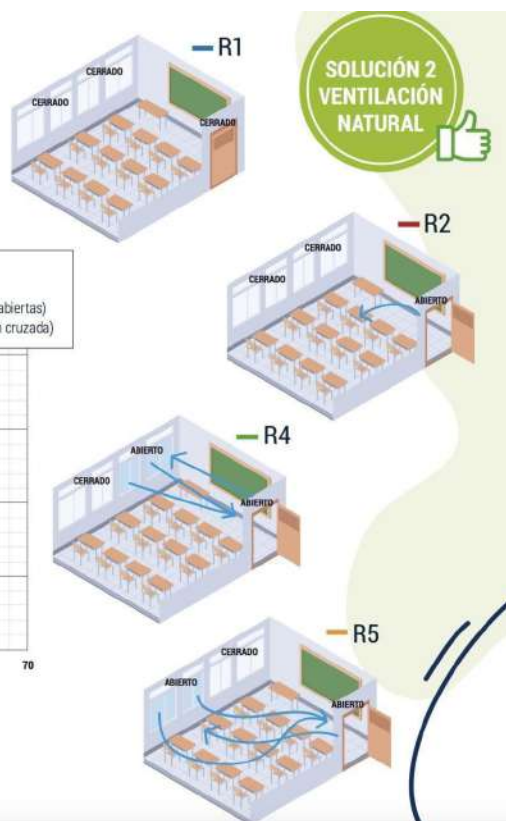 R1
CERRADO
CERRADO
CERRADO
SOLUCIÓN 2
VENTILACIÓN
NATURAL
R2
CERRADO
CERRADO
ABIERTO
abiertas)
cruzada)
R4
ABIERTO
CERRADO
ABIERTO
70
R5
CERRADO
ABIERTO
ABIERTO